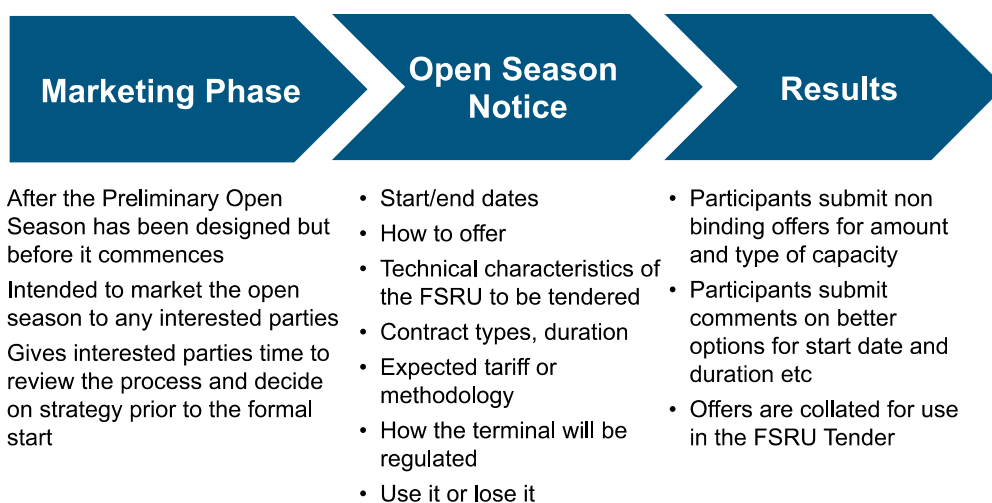 Marketing Phase
After the Preliminary Open
Season has been designed but
before it commences
Intended to market the open
season to any interested parties
Gives interested parties time to
review the process and decide
on strategy prior to the formal
start
Open Season
Notice
• Start/end dates
• How to offer
• Technical characteristics of
the FSRU to be tendered
• Contract types, duration
• Expected tariff or
methodology
• How the terminal will be
regulated
• Use it or lose it
Results
• Participants submit non
binding offers for amount
and type of capacity
• Participants submit
comments on better
options for start date and
duration etc
• Offers are collated for use
in the FSRU Tender